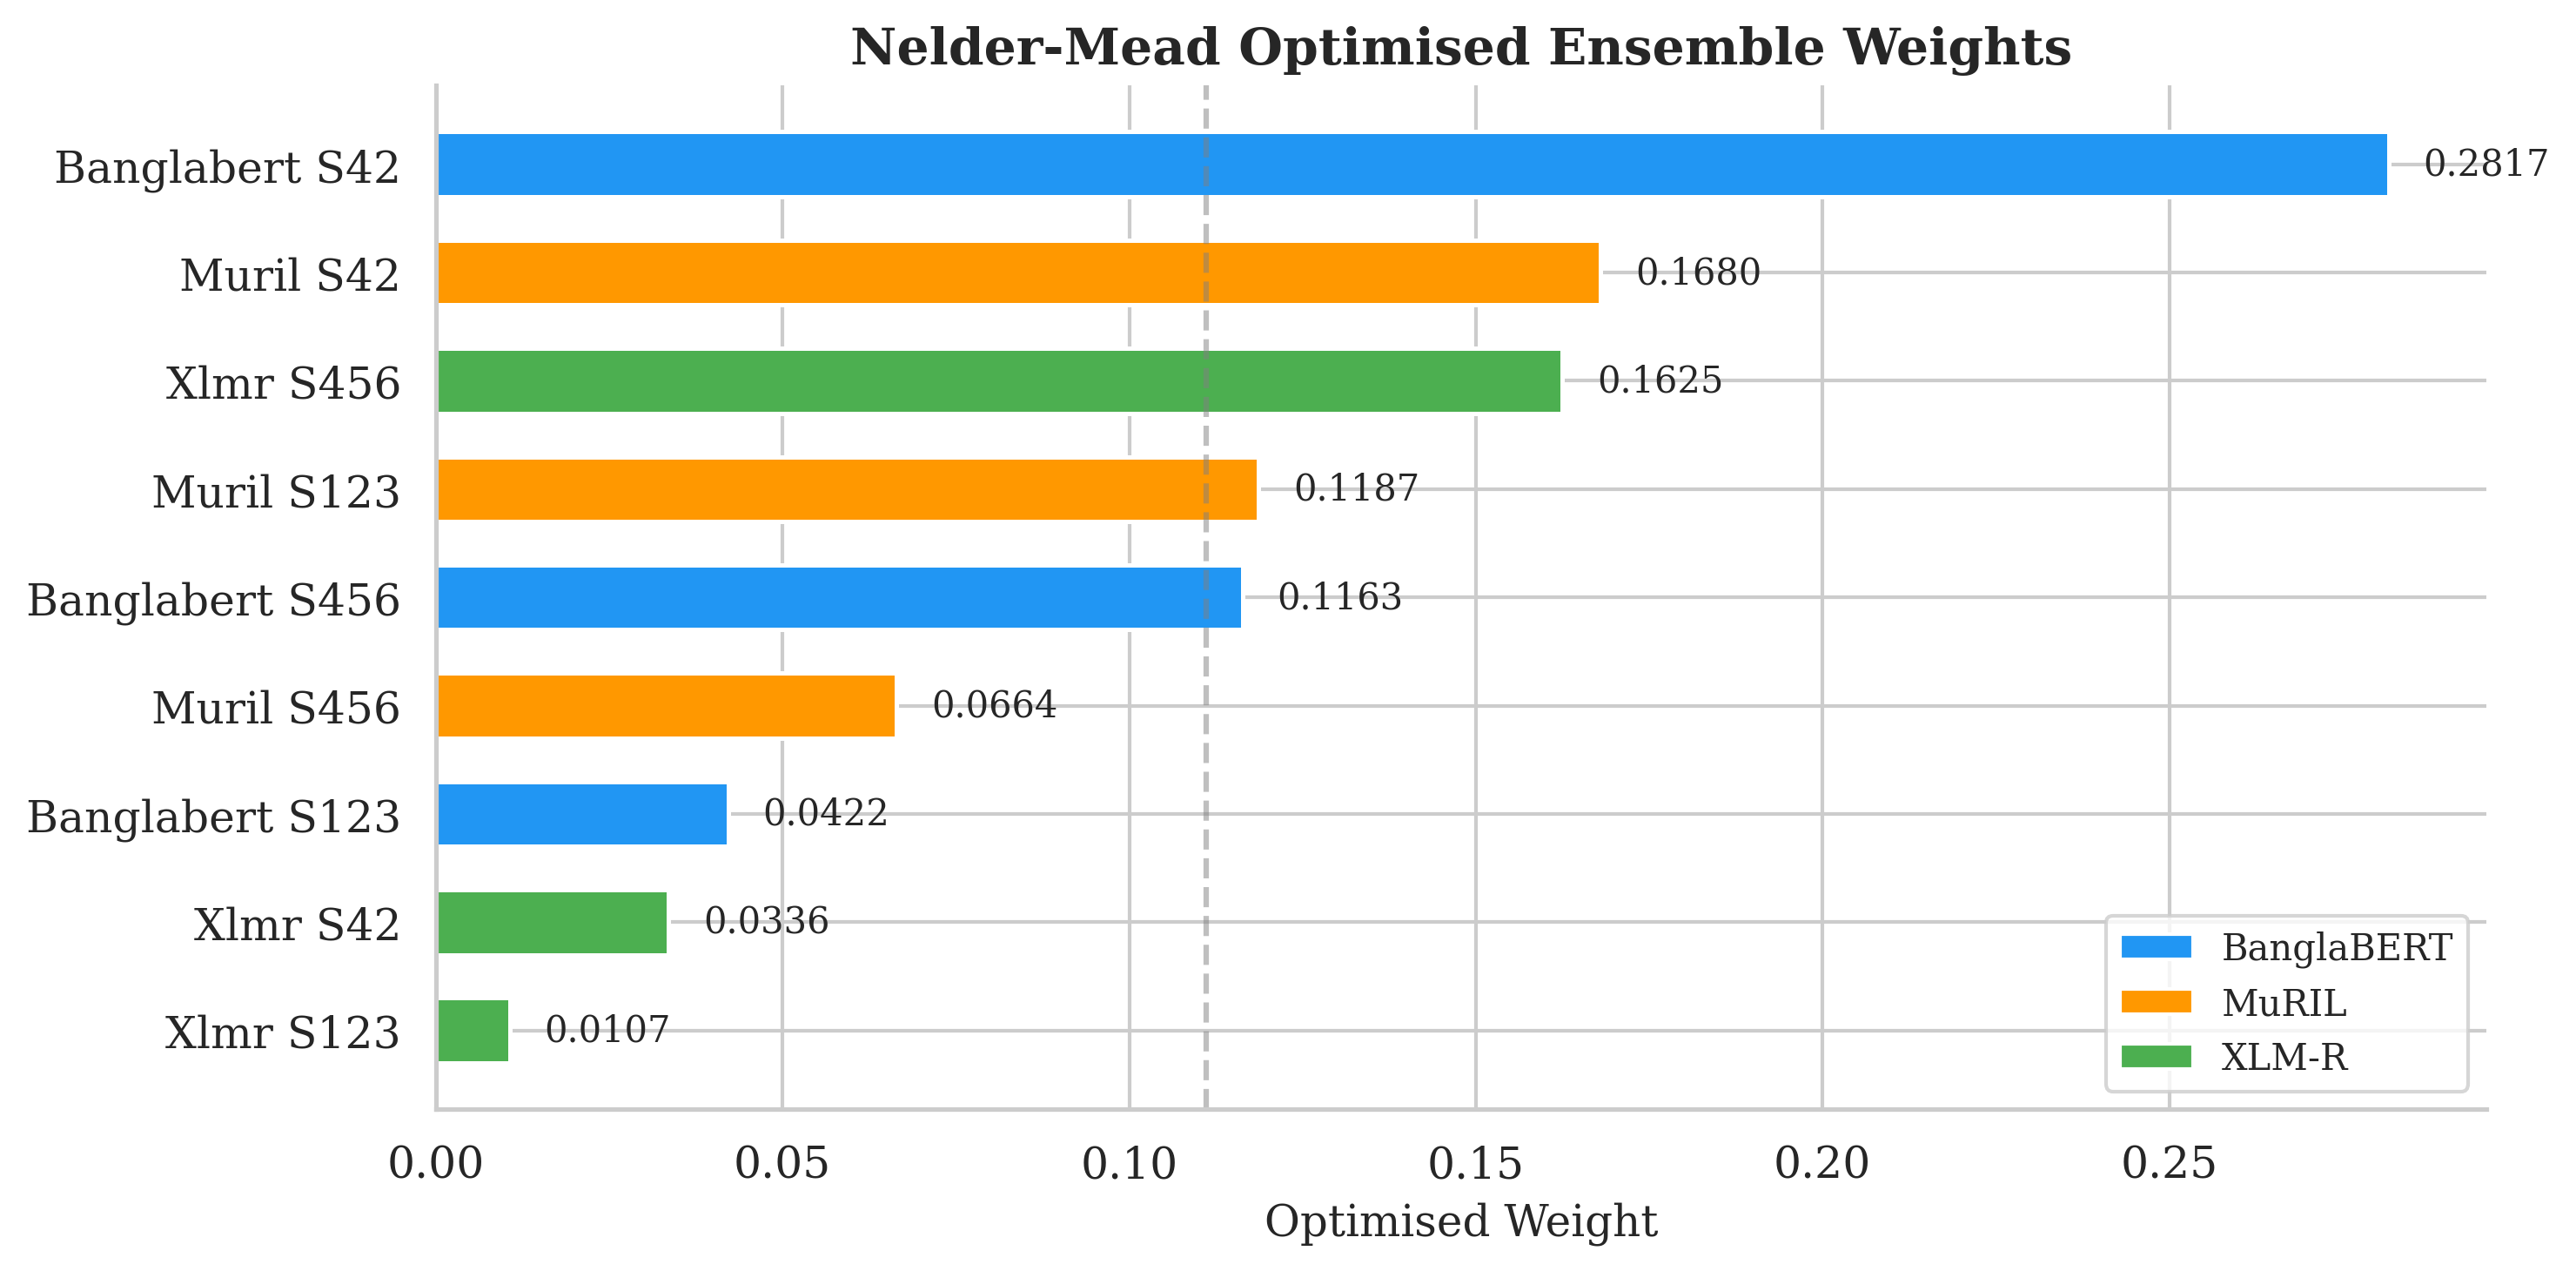 Nelder-Mead Optimised Ensemble Weights
Banglabert S42
0.2817
Muril S42
0.1680
Xlmr S456
0.1625
Muril S123
0.1187
Banglabert S456
0.1163
Muril S456
0.0664
Banglabert S123
0.0422
Xlmr S42
0.0336
Xlmr S123
0.0107
BanglaBERT
MuRIL
XLM-R
0.00 0.05 0.10 0.15 0.20 0.25
Optimised Weight